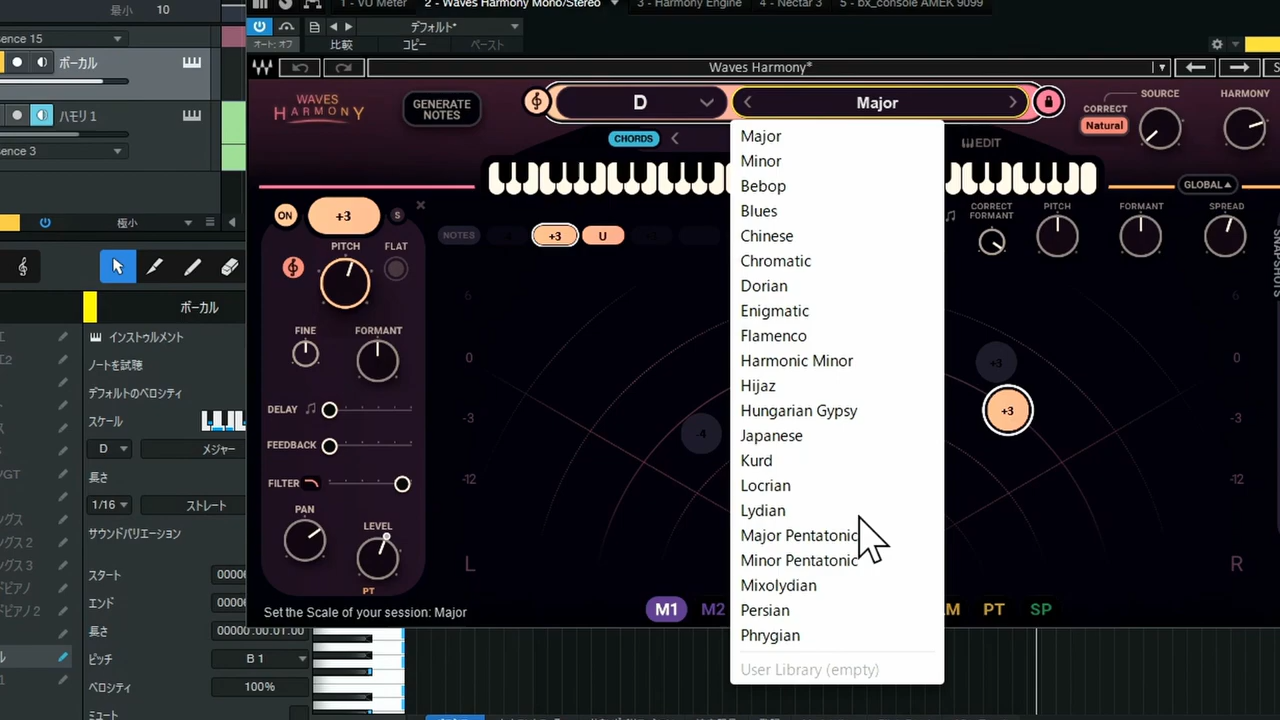 最小 10
1 - VU Meter 2 - Waves Harmony Mono/Stereo 3 - Harmony Engine 4 - Nectar 3 5 - bx_console AMEK 9099
デフォルト*
オート: オフ 比較 コピー ペースト
sence 15
ボーカル
ハモリ 1
sence 3
極小
Waves Harmony*
WAVES
HARMONY
GENERATE
NOTES
D
Major
CORRECT
Natural
SOURCE
HARMONY
CHORDS
EDIT
GLOBAL
ON
+3
S
PITCH
FLAT
NOTES
+3
U
CORRECT
FORMANT
PITCH
FORMANT
SPREAD
SNAPSHOTS
FINE
FORMANT
DELAY
FEEDBACK
FILTER
PAN
LEVEL
PT
6
0
-3
-12
L
-4
+3
+3
6
0
-3
-12
R
Major
Minor
Bebop
Blues
Chinese
Chromatic
Dorian
Enigmatic
Flamenco
Harmonic Minor
Hijaz
Hungarian Gypsy
Japanese
Kurd
Locrian
Lydian
Major Pentatonic
Minor Pentatonic
Mixolydian
Persian
Phrygian
User Library (empty)
Set the Scale of your session: Major
M1
M2
PT
SP
ボーカル
インストゥルメント
ノートを試聴
デフォルトのベロシティ
スケール
D メジャー
長さ
1/16 ストレート
サウンドバリエーション
スタート
エンド
長さ 00000.00:01.00
ピッチ B 1
ベロシティ 100%
ミュート